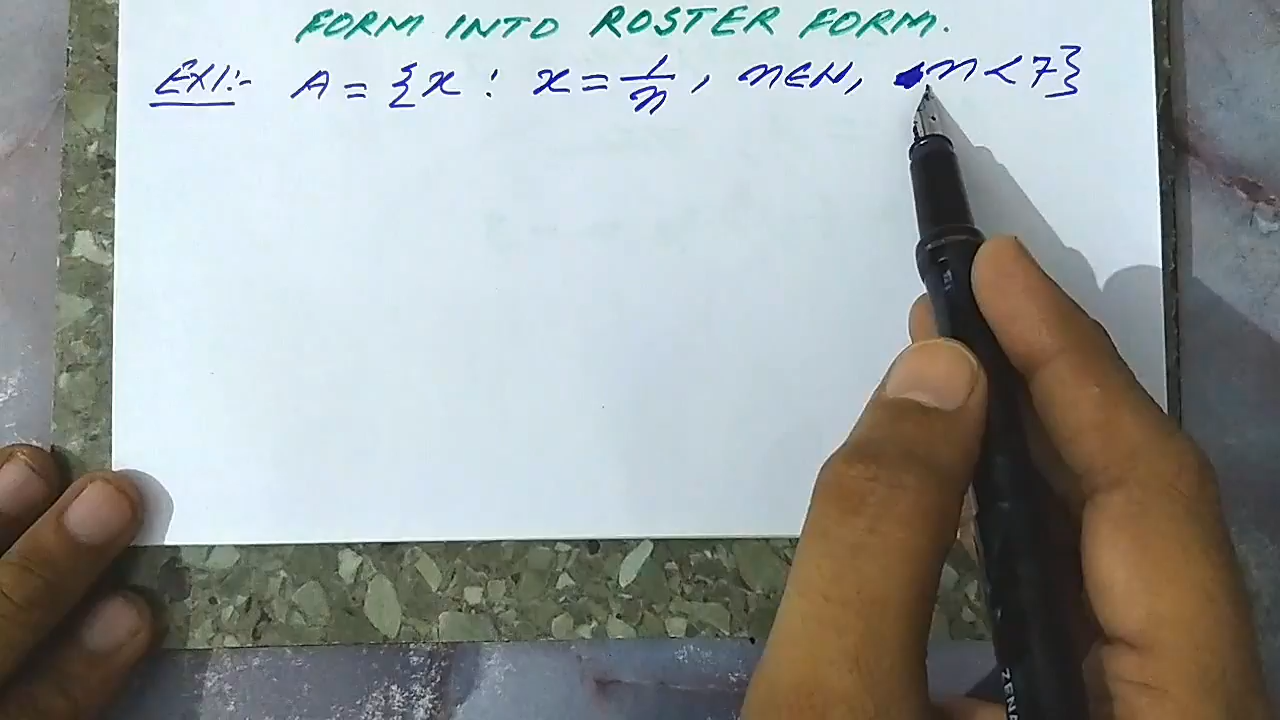 FORM INTO ROSTER FORM.
EX1:- A = {x : x = 1/n, n∈N, n<7}